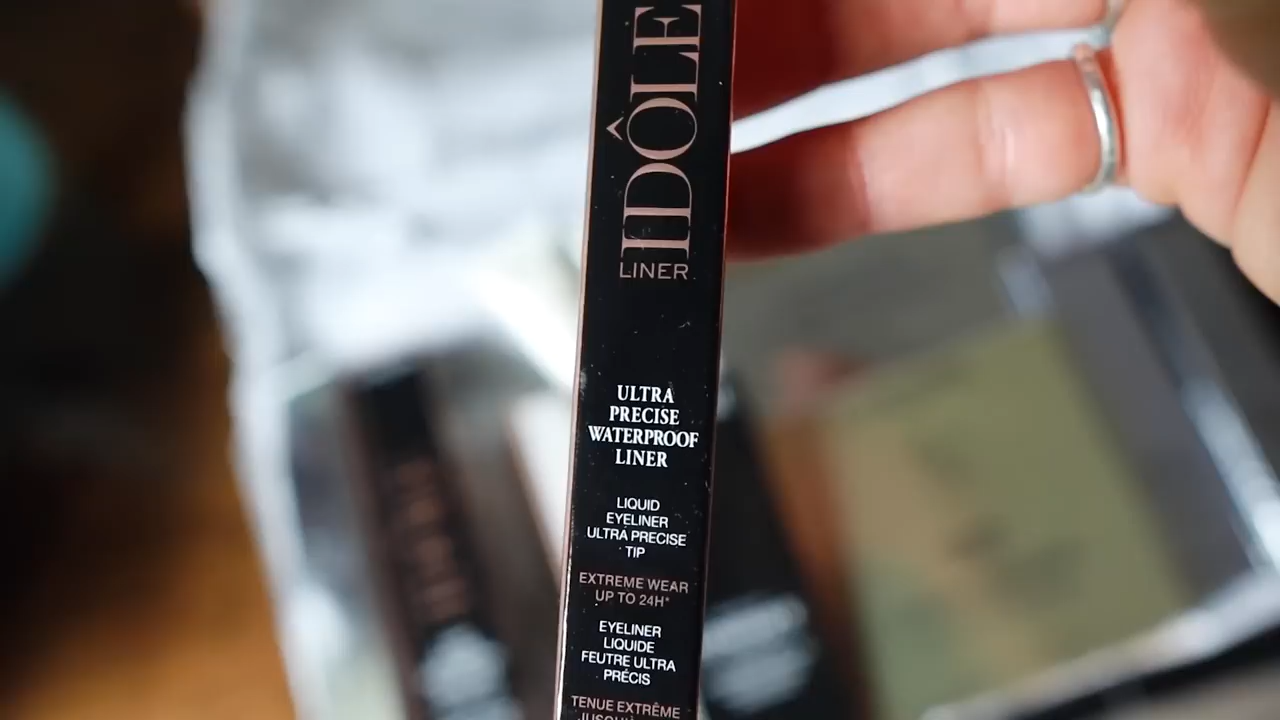 IDÔLE
LINER
ULTRA
PRECISE
WATERPROOF
LINER
LIQUID
EYELINER
ULTRA PRECISE
TIP
EXTREME WEAR
UP TO 24H*
EYELINER
LIQUIDE
FEUTRE ULTRA
PRÉCIS
TENUE EXTRÊME